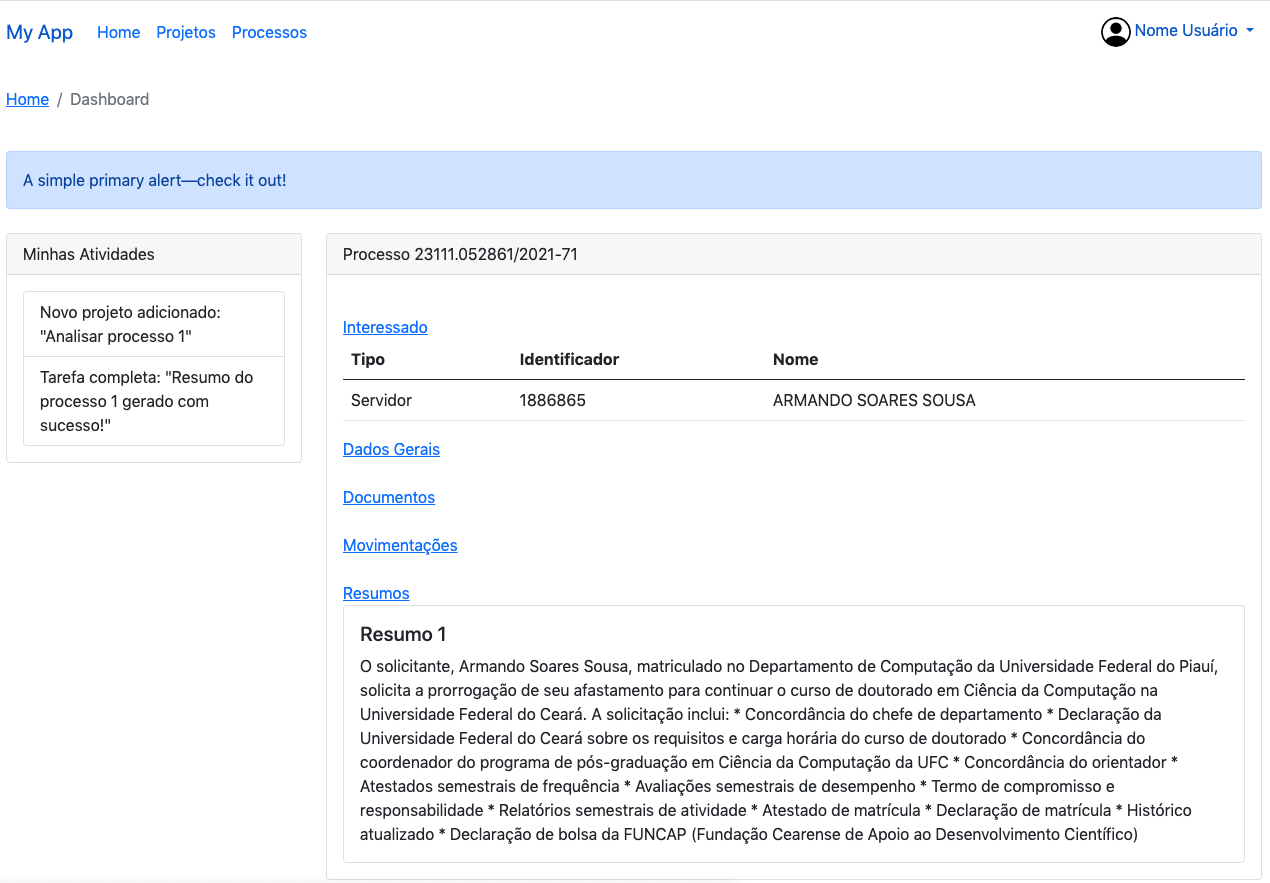 My App Home Projetos Processos Nome Usuário
Home / Dashboard
A simple primary alert—check it out!
Minhas Atividades
Novo projeto adicionado:
"Analisar processo 1"
Tarefa completa: "Resumo do
processo 1 gerado com
sucesso!"
Processo 23111.052861/2021-71
Interessado
Tipo Identificador Nome
Servidor 1886865 ARMANDO SOARES SOUSA
Dados Gerais
Documentos
Movimentações
Resumos
Resumo 1
O solicitante, Armando Soares Sousa, matriculado no Departamento de Computação da Universidade Federal do Piauí,
solicita a prorrogação de seu afastamento para continuar o curso de doutorado em Ciência da Computação na
Universidade Federal do Ceará. A solicitação inclui: * Concordância do chefe de departamento * Declaração da
Universidade Federal do Ceará sobre os requisitos e carga horária do curso de doutorado * Concordância do
coordenador do programa de pós-graduação em Ciência da Computação da UFC * Concordância do orientador *
Atestados semestrais de frequência * Avaliações semestrais de desempenho * Termo de compromisso e
responsabilidade * Relatórios semestrais de atividade * Atestado de matrícula * Declaração de matrícula * Histórico
atualizado * Declaração de bolsa da FUNCAP (Fundação Cearense de Apoio ao Desenvolvimento Científico)